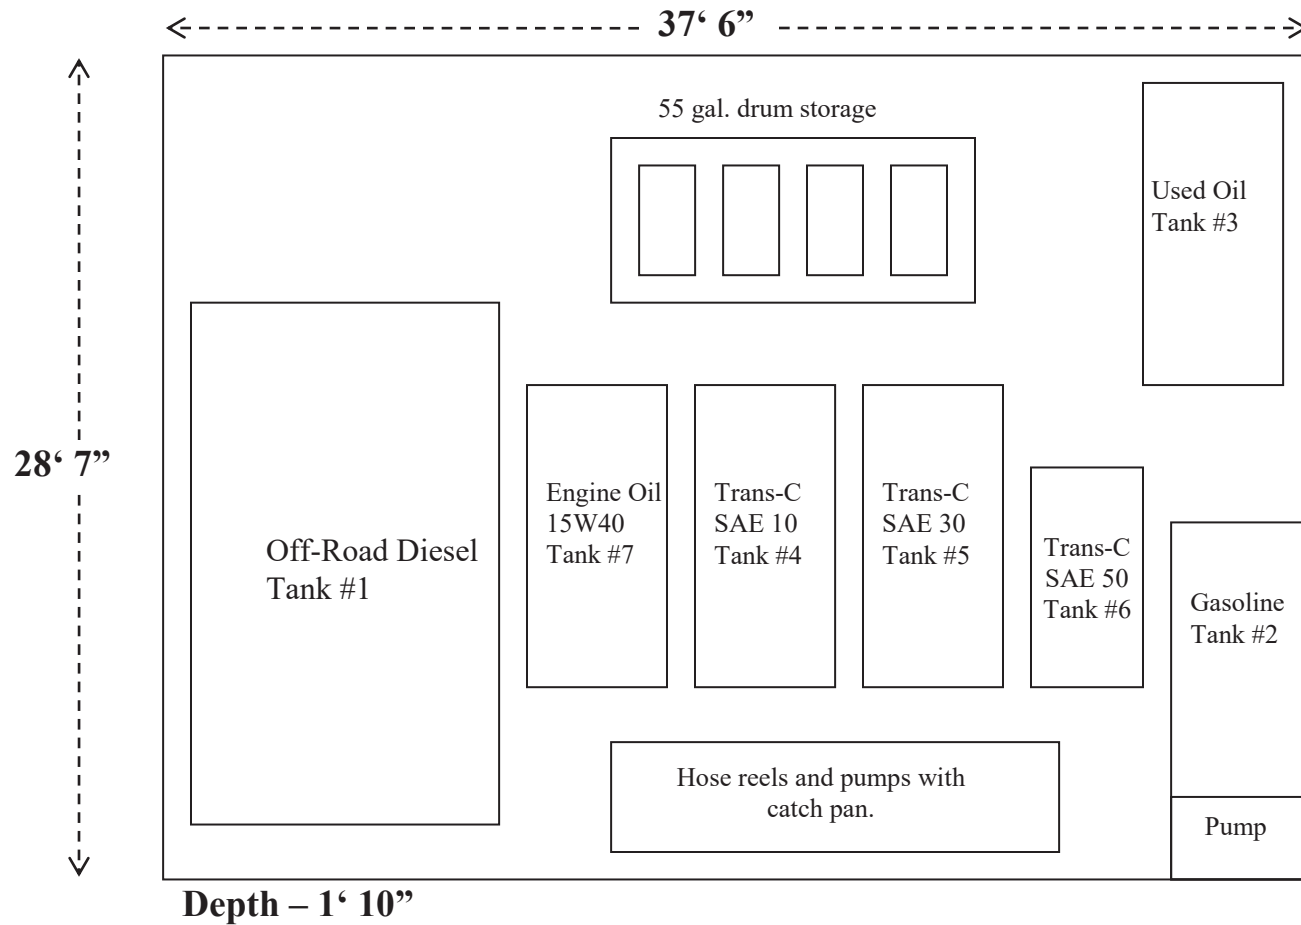 37‘ 6”
55 gal. drum storage
Used Oil
Tank #3
28‘ 7”
Off-Road Diesel
Tank #1
Engine Oil
15W40
Tank #7
Trans-C
SAE 10
Tank #4
Trans-C
SAE 30
Tank #5
Trans-C
SAE 50
Tank #6
Gasoline
Tank #2
Hose reels and pumps with
catch pan.
Pump
Depth – 1‘ 10”